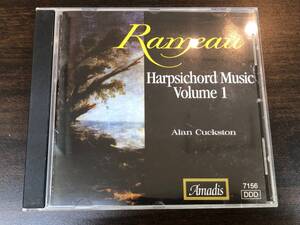 Rameau
Harpsichord Music
Volume 1
Alan Cuckston
Amadis
7156
DDD